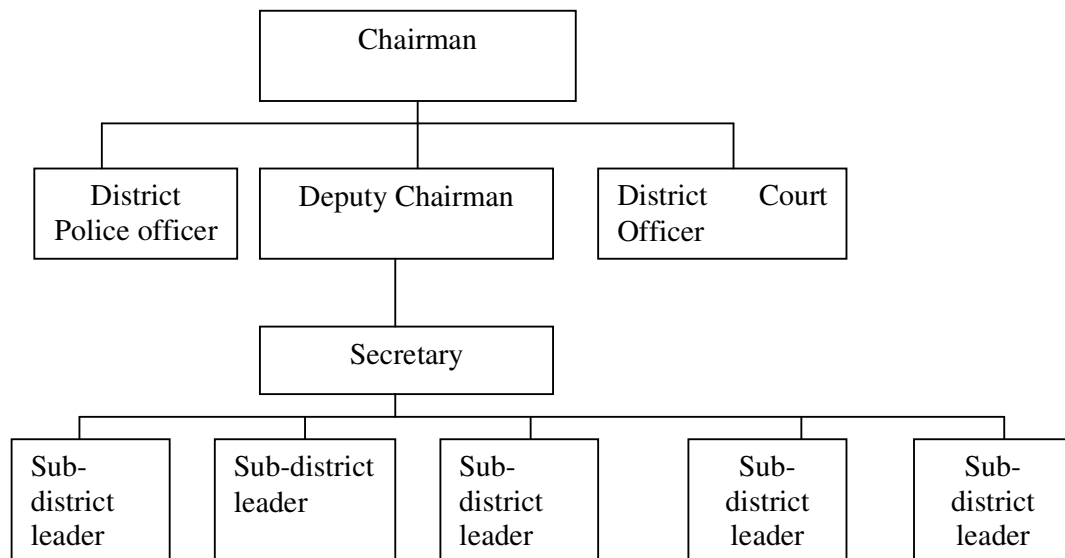 Chairman
District
Police officer
Deputy Chairman
District Court
Officer
Secretary
Sub-
district
leader
Sub-district
leader
Sub-
district
leader
Sub-
district
leader
Sub-
district
leader